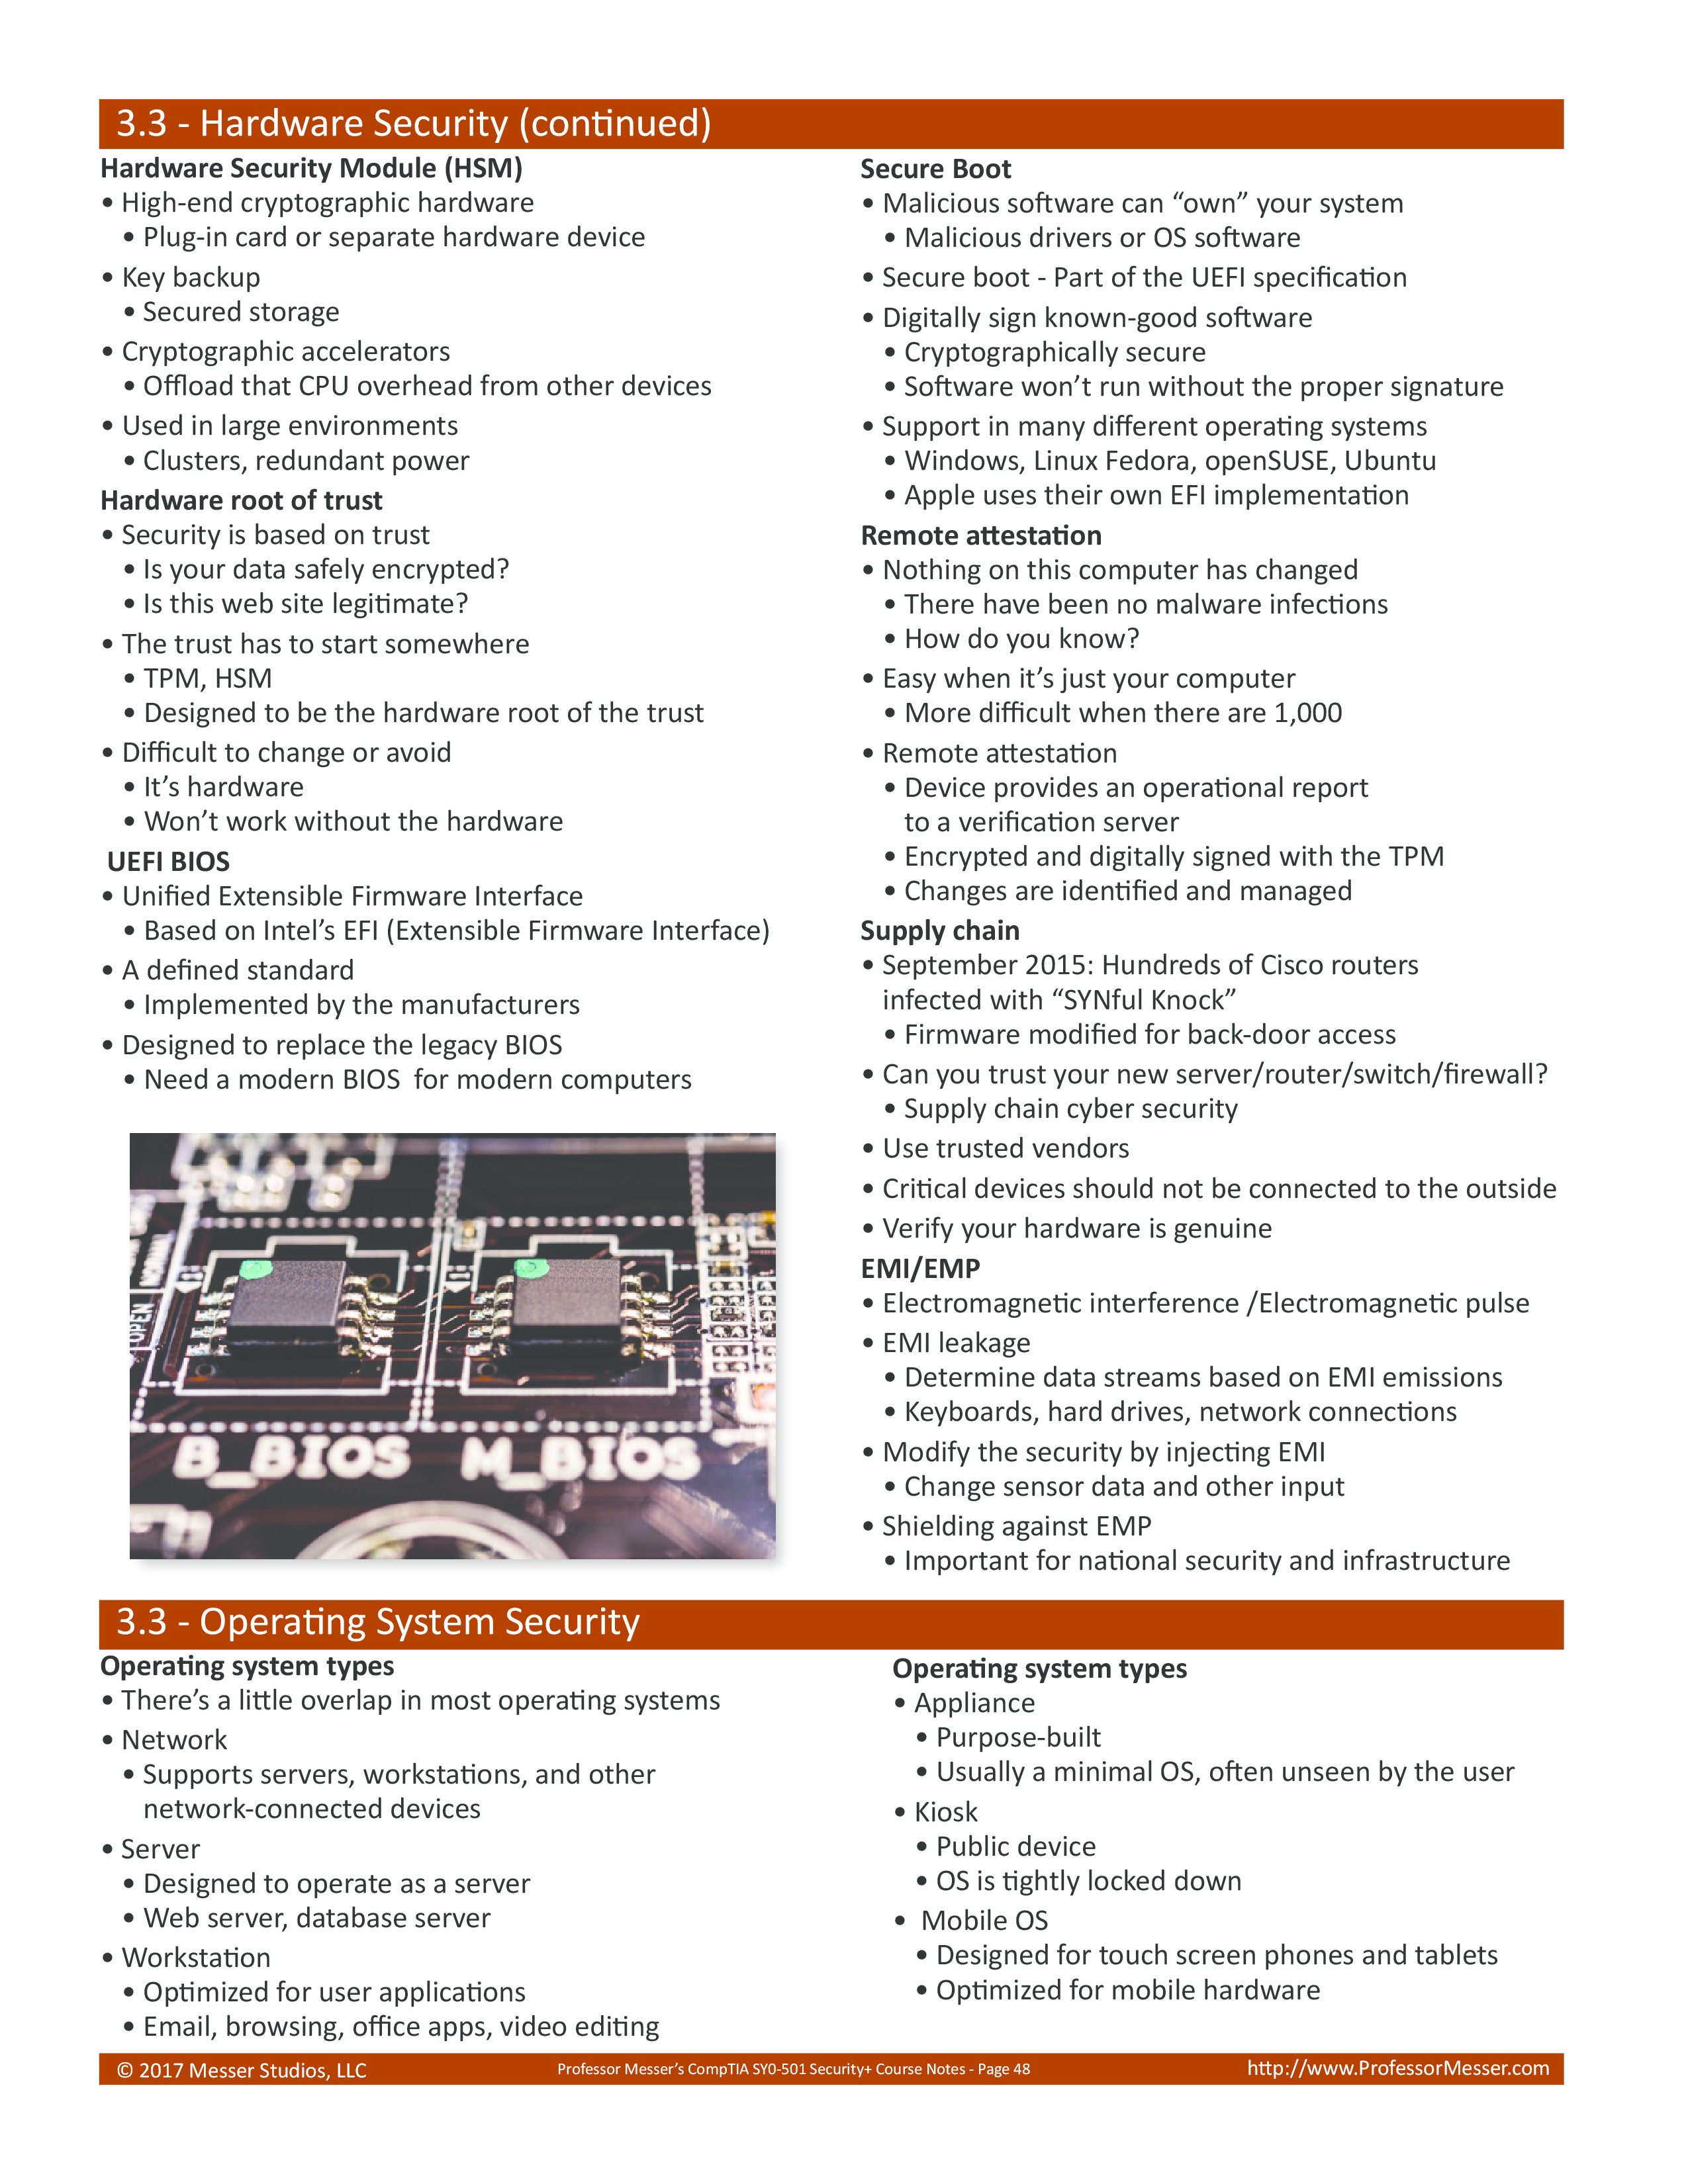 3.3 - Hardware Security (continued)
Hardware Security Module (HSM)
• High-end cryptographic hardware
• Plug-in card or separate hardware device
• Key backup
• Secured storage
• Cryptographic accelerators
• Offload that CPU overhead from other devices
• Used in large environments
• Clusters, redundant power
Hardware root of trust
• Security is based on trust
• Is your data safely encrypted?
• Is this web site legitimate?
• The trust has to start somewhere
• TPM, HSM
• Designed to be the hardware root of the trust
• Difficult to change or avoid
• It's hardware
• Won't work without the hardware
UEFI BIOS
• Unified Extensible Firmware Interface
• Based on Intel's EFI (Extensible Firmware Interface)
• A defined standard
• Implemented by the manufacturers
• Designed to replace the legacy BIOS
• Need a modern BIOS  for modern computers
NORMAL
OPEN
B_BIOS M_BIOS
Secure Boot
• Malicious software can “own” your system
• Malicious drivers or OS software
• Secure boot - Part of the UEFI specification
• Digitally sign known-good software
• Cryptographically secure
• Software won't run without the proper signature
• Support in many different operating systems
• Windows, Linux Fedora, openSUSE, Ubuntu
• Apple uses their own EFI implementation
Remote attestation
• Nothing on this computer has changed
• There have been no malware infections
• How do you know?
• Easy when it's just your computer
• More difficult when there are 1,000
• Remote attestation
• Device provides an operational report
to a verification server
• Encrypted and digitally signed with the TPM
• Changes are identified and managed
Supply chain
• September 2015: Hundreds of Cisco routers
infected with “SYNful Knock”
• Firmware modified for back-door access
• Can you trust your new server/router/switch/firewall?
• Supply chain cyber security
• Use trusted vendors
• Critical devices should not be connected to the outside
• Verify your hardware is genuine
EMI/EMP
• Electromagnetic interference /Electromagnetic pulse
• EMI leakage
• Determine data streams based on EMI emissions
• Keyboards, hard drives, network connections
• Modify the security by injecting EMI
• Change sensor data and other input
• Shielding against EMP
• Important for national security and infrastructure
3.3 - Operating System Security
Operating system types
• There's a little overlap in most operating systems
• Network
• Supports servers, workstations, and other
network-connected devices
• Server
• Designed to operate as a server
• Web server, database server
• Workstation
• Optimized for user applications
• Email, browsing, office apps, video editing
Operating system types
• Appliance
• Purpose-built
• Usually a minimal OS, often unseen by the user
• Kiosk
• Public device
• OS is tightly locked down
• Mobile OS
• Designed for touch screen phones and tablets
• Optimized for mobile hardware
© 2017 Messer Studios, LLC
Professor Messer's CompTIA SY0-501 Security+ Course Notes - Page 48
http://www.ProfessorMesser.com